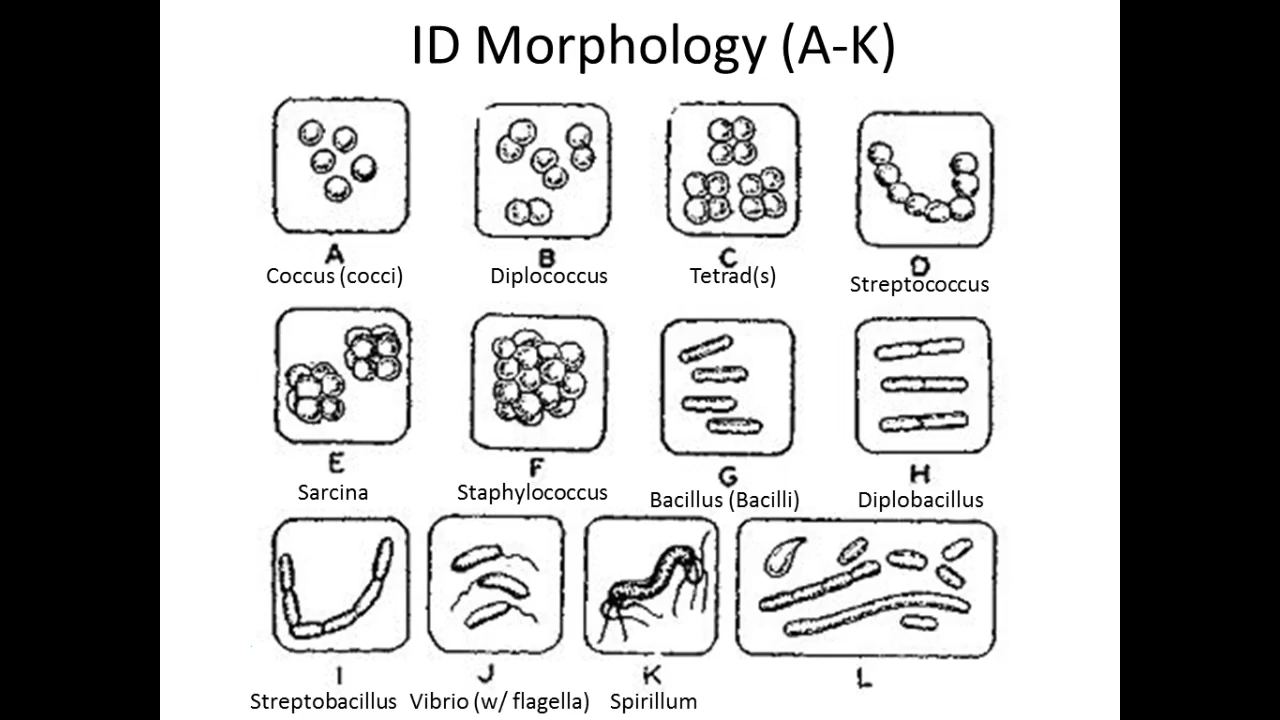 ID Morphology (A-K)
A B C D
Coccus (cocci) Diplococcus Tetrad(s) Streptococcus
E F G H
Sarcina Staphylococcus Bacillus (Bacilli) Diplobacillus
I J K L
Streptobacillus Vibrio (w/ flagella) Spirillum